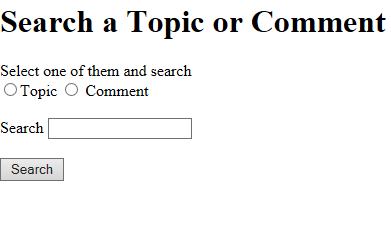 Search a Topic or Comment
Select one of them and search
Topic Comment
Search
Search